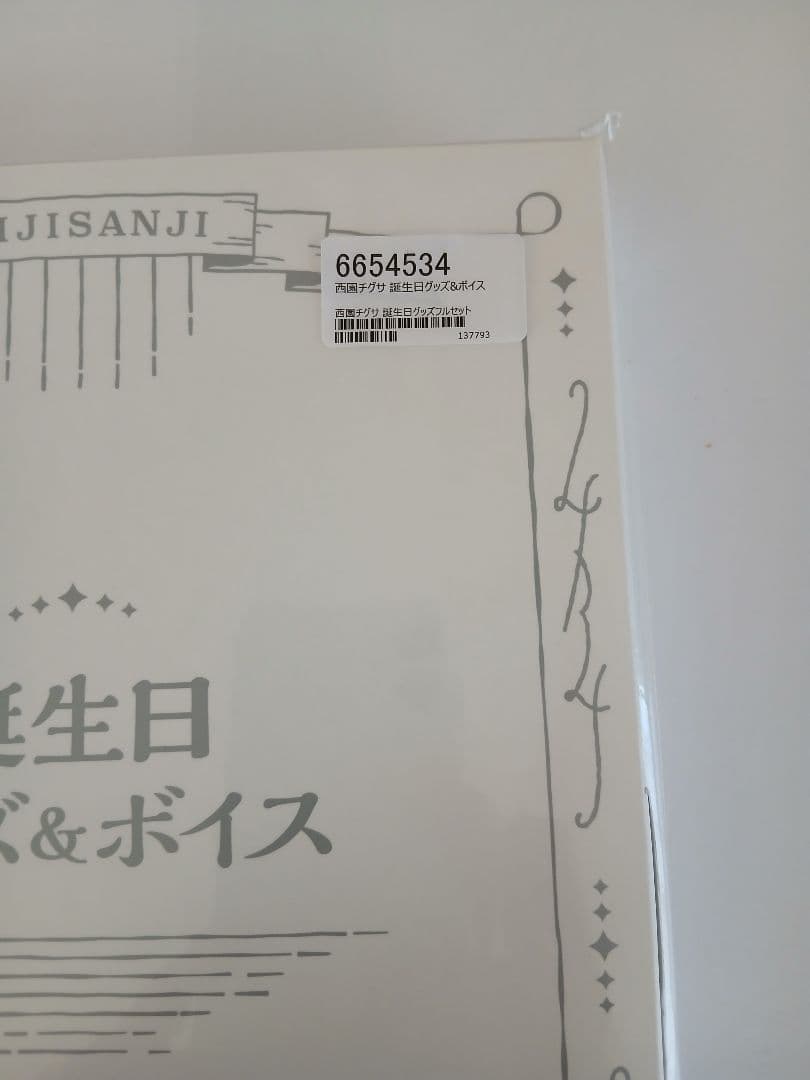 IJISANJI
6654534
西園チグサ 誕生日グッズ&ボイス
西園チグサ 誕生日グッズフルセット
137793
誕生日
ズ&ボイス